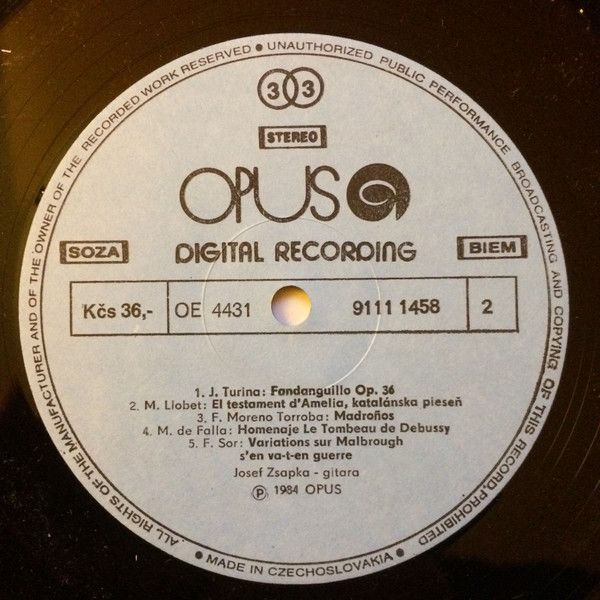 ALL RIGHTS OF THE MANUFACTURER AND OF THE OWNER OF THE RECORDED WORK RESERVED • UNAUTHORIZED PUBLIC PERFORMANCE BROADCASTING AND COPYING OF THIS RECORD, PROHIBITED
33
STEREO
OPUS
SOZA
DIGITAL RECORDING
BIEM
Kčs 36,-
OE 4431
9111 1458
2
1. J. Turina: Fandanguillo Op. 36
2. M. Llobet: El testament d'Amelia, katalánska pieseň
3. F. Moreno Torroba: Madroños
4. M. de Falla: Homenaje Le Tombeau de Debussy
5. F. Sor: Variations sur Malbrough
s'en va-t-en guerre
Josef Zsapka - gitara
Ⓟ 1984 OPUS
• MADE IN CZECHOSLOVAKIA •